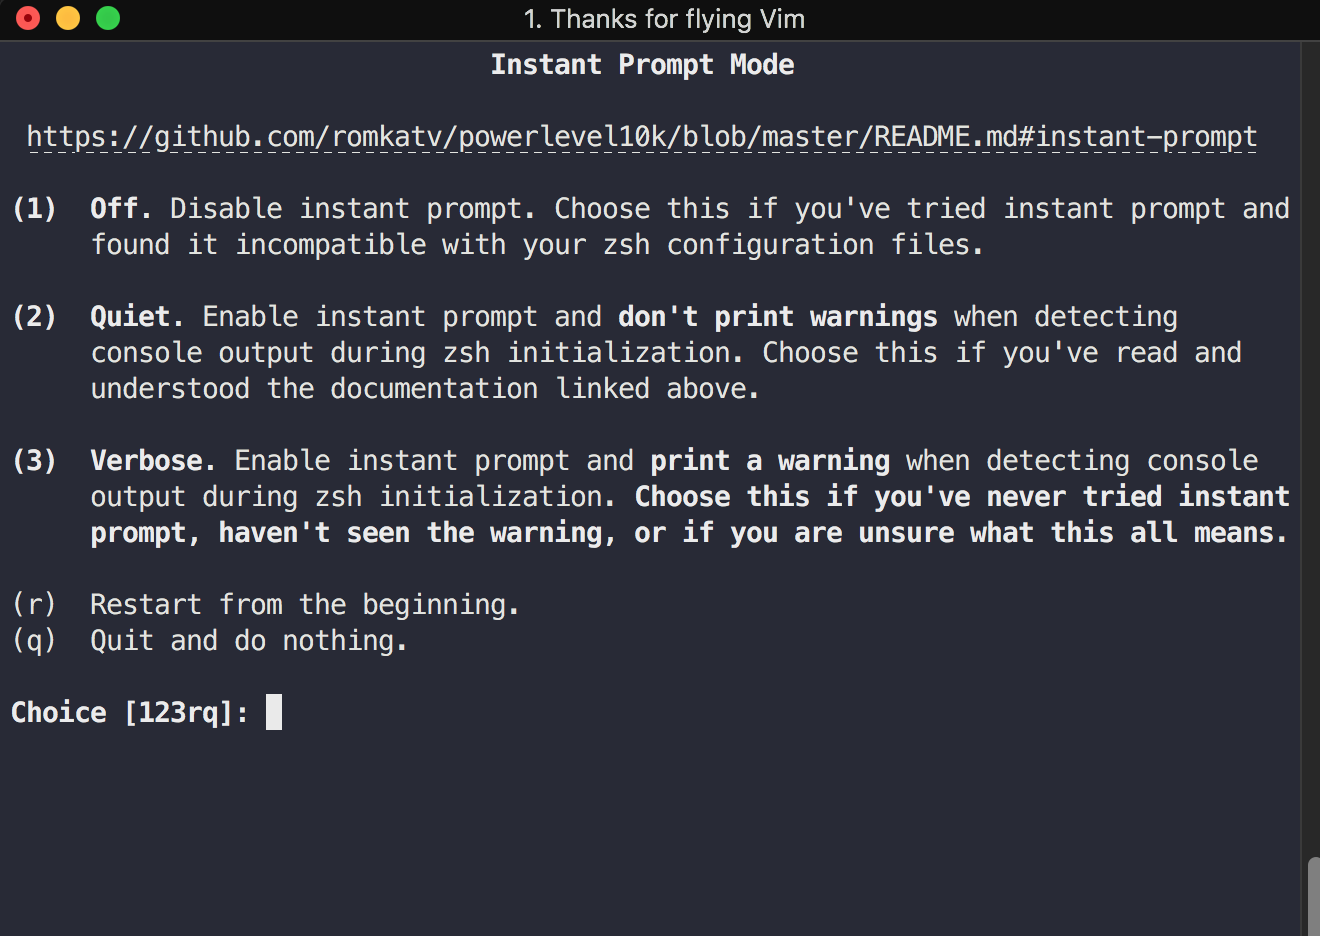 1. Thanks for flying Vim
Instant Prompt Mode
https://github.com/romkatv/powerlevel10k/blob/master/README.md#instant-prompt
(1)  Off. Disable instant prompt. Choose this if you've tried instant prompt and
found it incompatible with your zsh configuration files.
(2)  Quiet. Enable instant prompt and don't print warnings when detecting
console output during zsh initialization. Choose this if you've read and
understood the documentation linked above.
(3)  Verbose. Enable instant prompt and print a warning when detecting console
output during zsh initialization. Choose this if you've never tried instant
prompt, haven't seen the warning, or if you are unsure what this all means.
(r)  Restart from the beginning.
(q)  Quit and do nothing.
Choice [123rq]: